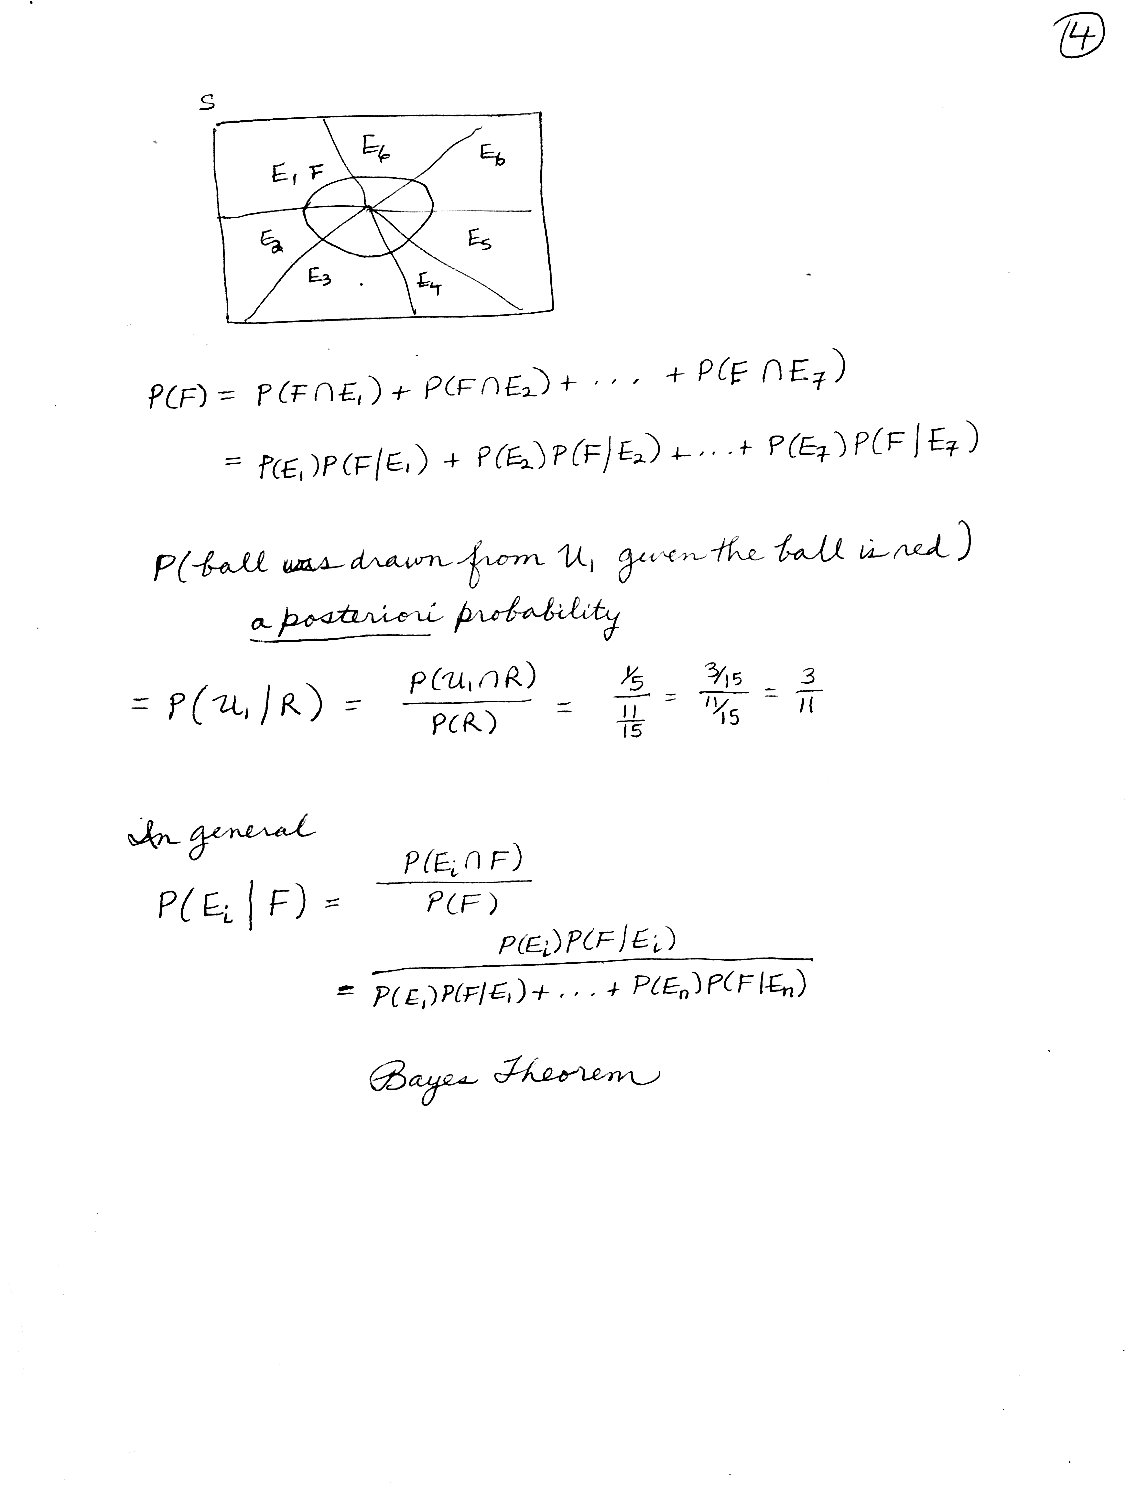 14
S
E₆ E₆
E₁ F
E₂ E₅
E₃ E₄
P(F) = P(F∩E₁) + P(F∩E₂) + . . . + P(F∩E₇)
= P(E₁)P(F|E₁) + P(E₂)P(F|E₂) + . . . + P(E₇)P(F|E₇)
P(ball was drawn from U₁ given the ball is red)
a posteriori probability
= P(U₁|R) = P(U₁∩R)/P(R) = (1/5)/(11/15) = (3/15)/(11/15) = 3/11
In general
P(Eᵢ|F) = P(Eᵢ∩F)/P(F)
= P(Eᵢ)P(F|Eᵢ)/(P(E₁)P(F|E₁) + . . . + P(Eₙ)P(F|Eₙ))
Bayes Theorem